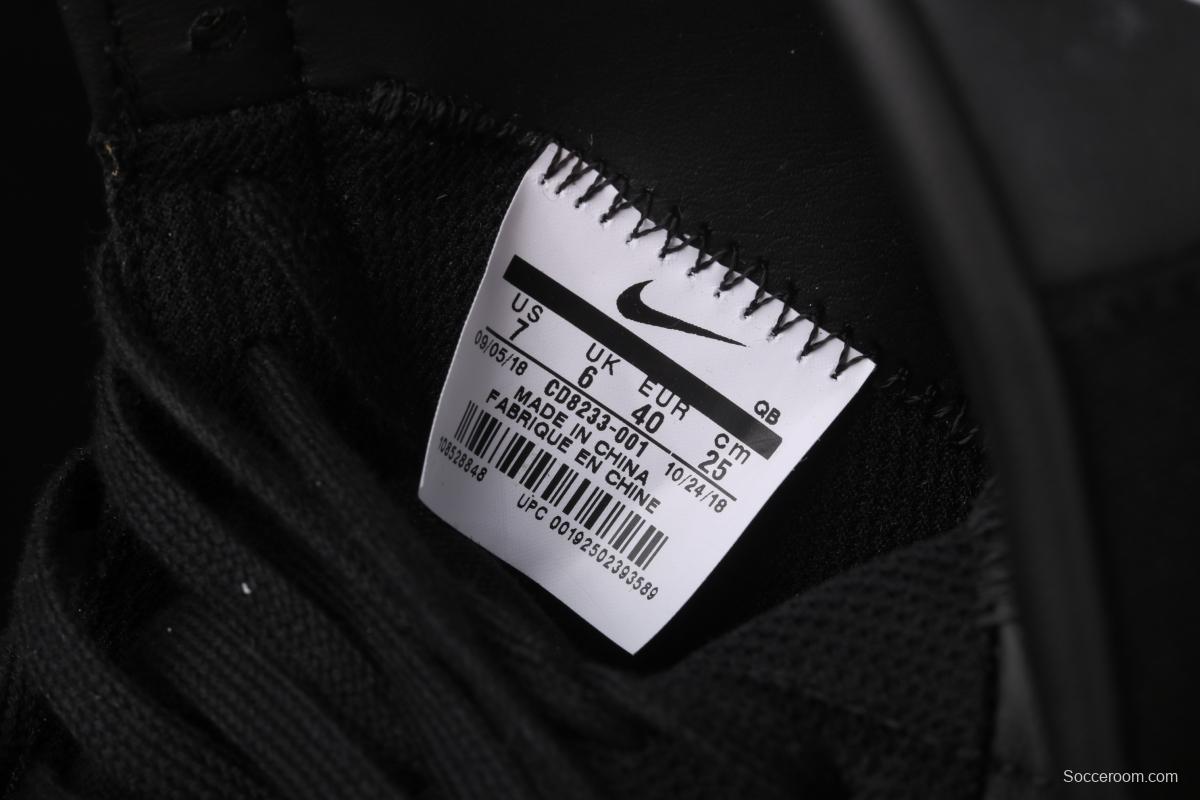 QB
US UK EUR cm
7 6 40 25
09/05/18 CD8233-001 10/24/18
MADE IN CHINA
FABRIQUE EN CHINE
108528848
UPC 00192502393589
Socceroom.com